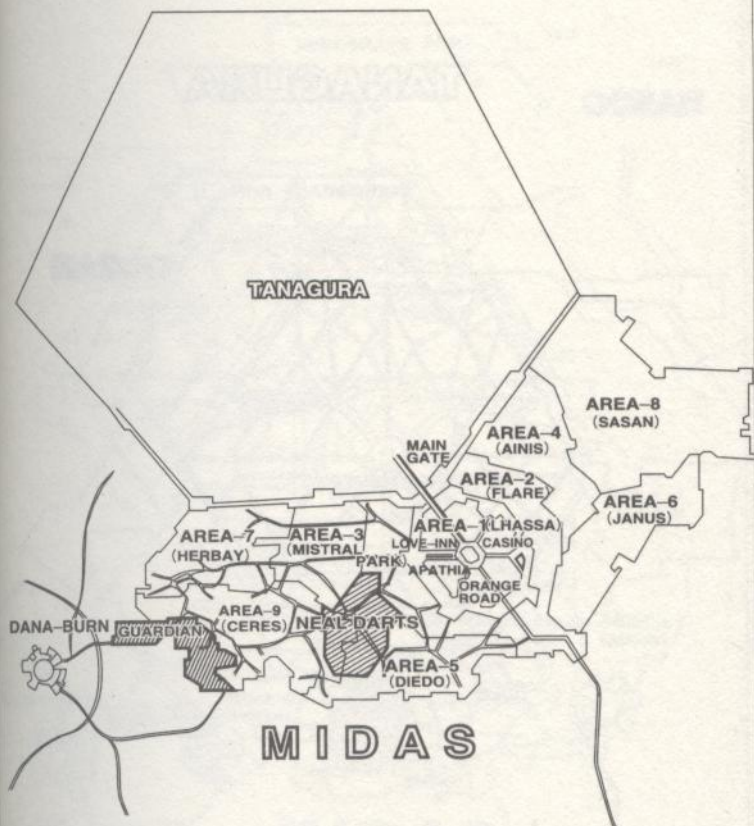 TANAGURA
AREA–8
(SASAN)
AREA–4
(AINIS)
MAIN
GATE
AREA–2
(FLARE)
AREA–6
(JANUS)
AREA–1(LHASSA)
AREA–7
(HERBAY)
AREA–3
(MISTRAL
PARK)
LOVE–INN
CASINO
APATHIA
ORANGE
ROAD
AREA–9
(CERES)
NEAL DARTS
DANA–BURN
GUARDIAN
AREA–5
(DIEDO)
MIDAS